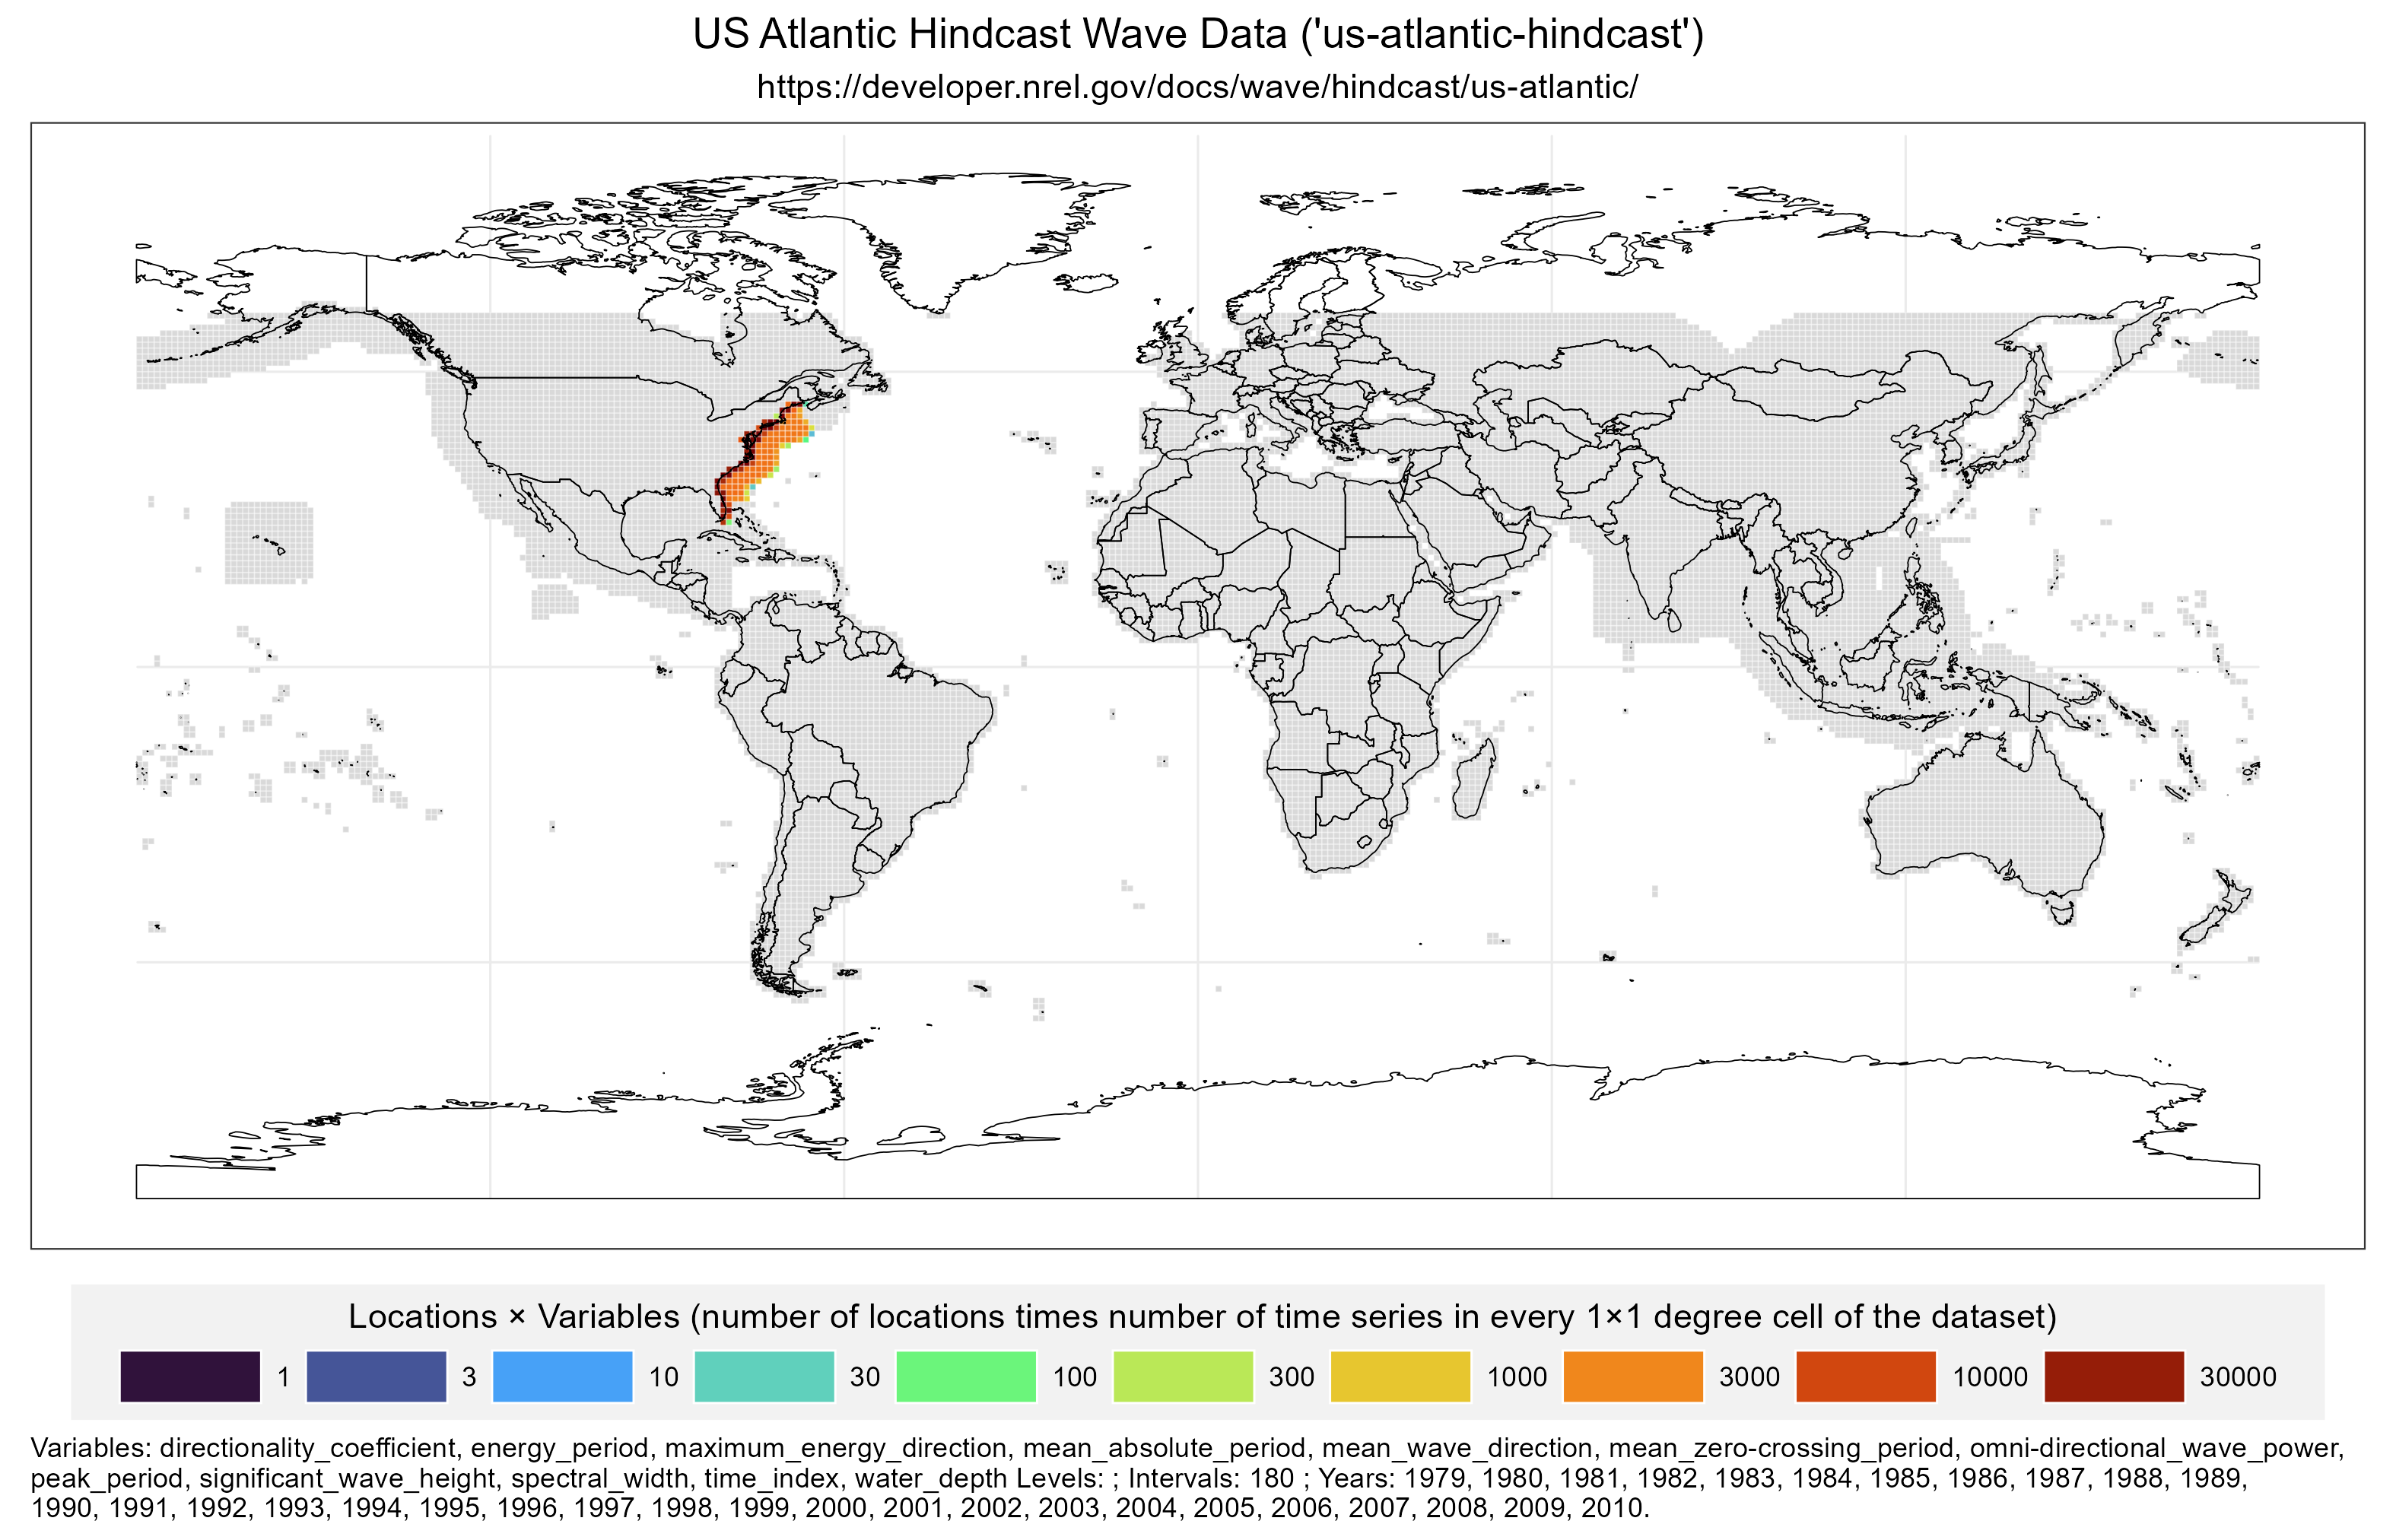 US Atlantic Hindcast Wave Data ('us-atlantic-hindcast')
https://developer.nrel.gov/docs/wave/hindcast/us-atlantic/
Locations × Variables (number of locations times number of time series in every 1×1 degree cell of the dataset)
1 3 10 30 100 300 1000 3000 10000 30000
Variables: directionality_coefficient, energy_period, maximum_energy_direction, mean_absolute_period, mean_wave_direction, mean_zero-crossing_period, omni-directional_wave_power,
peak_period, significant_wave_height, spectral_width, time_index, water_depth Levels: ; Intervals: 180 ; Years: 1979, 1980, 1981, 1982, 1983, 1984, 1985, 1986, 1987, 1988, 1989,
1990, 1991, 1992, 1993, 1994, 1995, 1996, 1997, 1998, 1999, 2000, 2001, 2002, 2003, 2004, 2005, 2006, 2007, 2008, 2009, 2010.